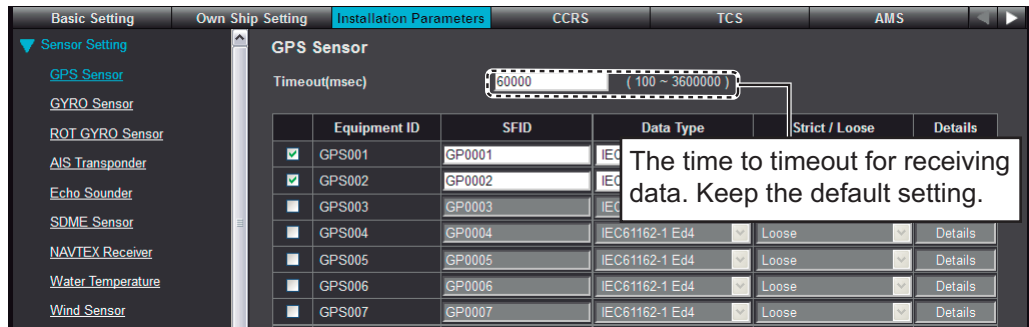 Basic Setting Own Ship Setting Installation Parameters CCRS TCS AMS
Sensor Setting
GPS Sensor
GYRO Sensor
ROT GYRO Sensor
AIS Transponder
Echo Sounder
SDME Sensor
NAVTEX Receiver
Water Temperature
Wind Sensor
GPS Sensor
Timeout(msec) 60000 ( 100 ~ 3600000 )
Equipment ID SFID Data Type Strict / Loose Details
GPS001 GP0001
GPS002 GP0002
GPS003 GP0003
GPS004 GP0004 IEC61162-1 Ed4 Loose Details
GPS005 GP0005 IEC61162-1 Ed4 Loose Details
GPS006 GP0006 IEC61162-1 Ed4 Loose Details
GPS007 GP0007 IEC61162-1 Ed4 Loose Details
The time to timeout for receiving
data. Keep the default setting.